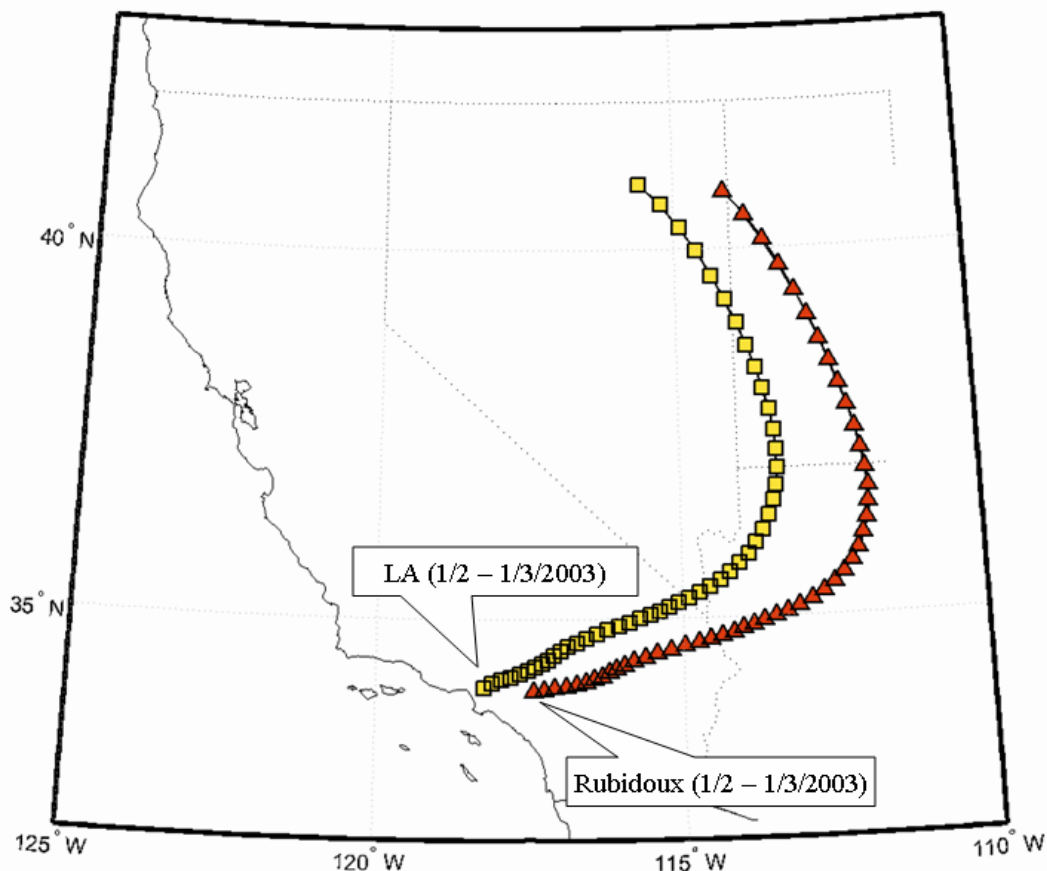 40° N
LA (1/2 – 1/3/2003)
35° N
Rubidoux (1/2 – 1/3/2003)
125° W
120° W
115° W
110° W